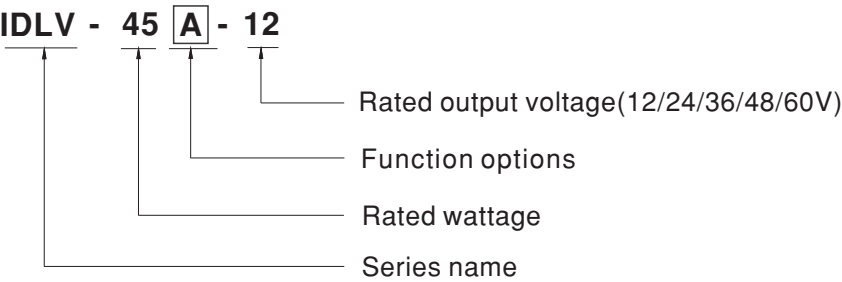 IDLV - 45 A - 12
Rated output voltage(12/24/36/48/60V)
Function options
Rated wattage
Series name